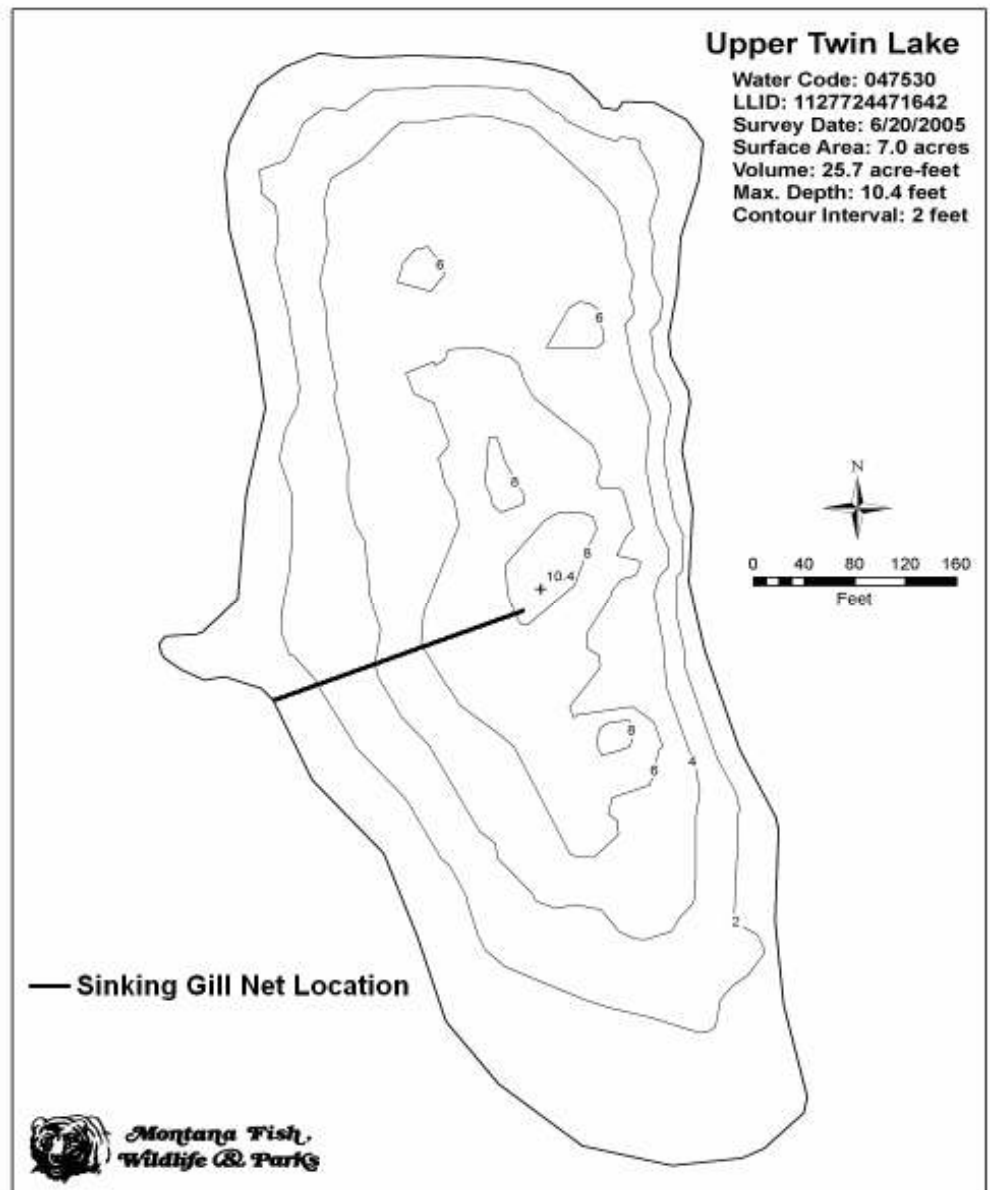 Upper Twin Lake
Water Code: 047530
LLID: 1127724471642
Survey Date: 6/20/2005
Surface Area: 7.0 acres
Volume: 25.7 acre-feet
Max. Depth: 10.4 feet
Contour Interval: 2 feet
6
6
8
8
10.4
N
0 40 80 120 160
Feet
8
6
4
2
Sinking Gill Net Location
Montana Fish,
Wildlife & Parks